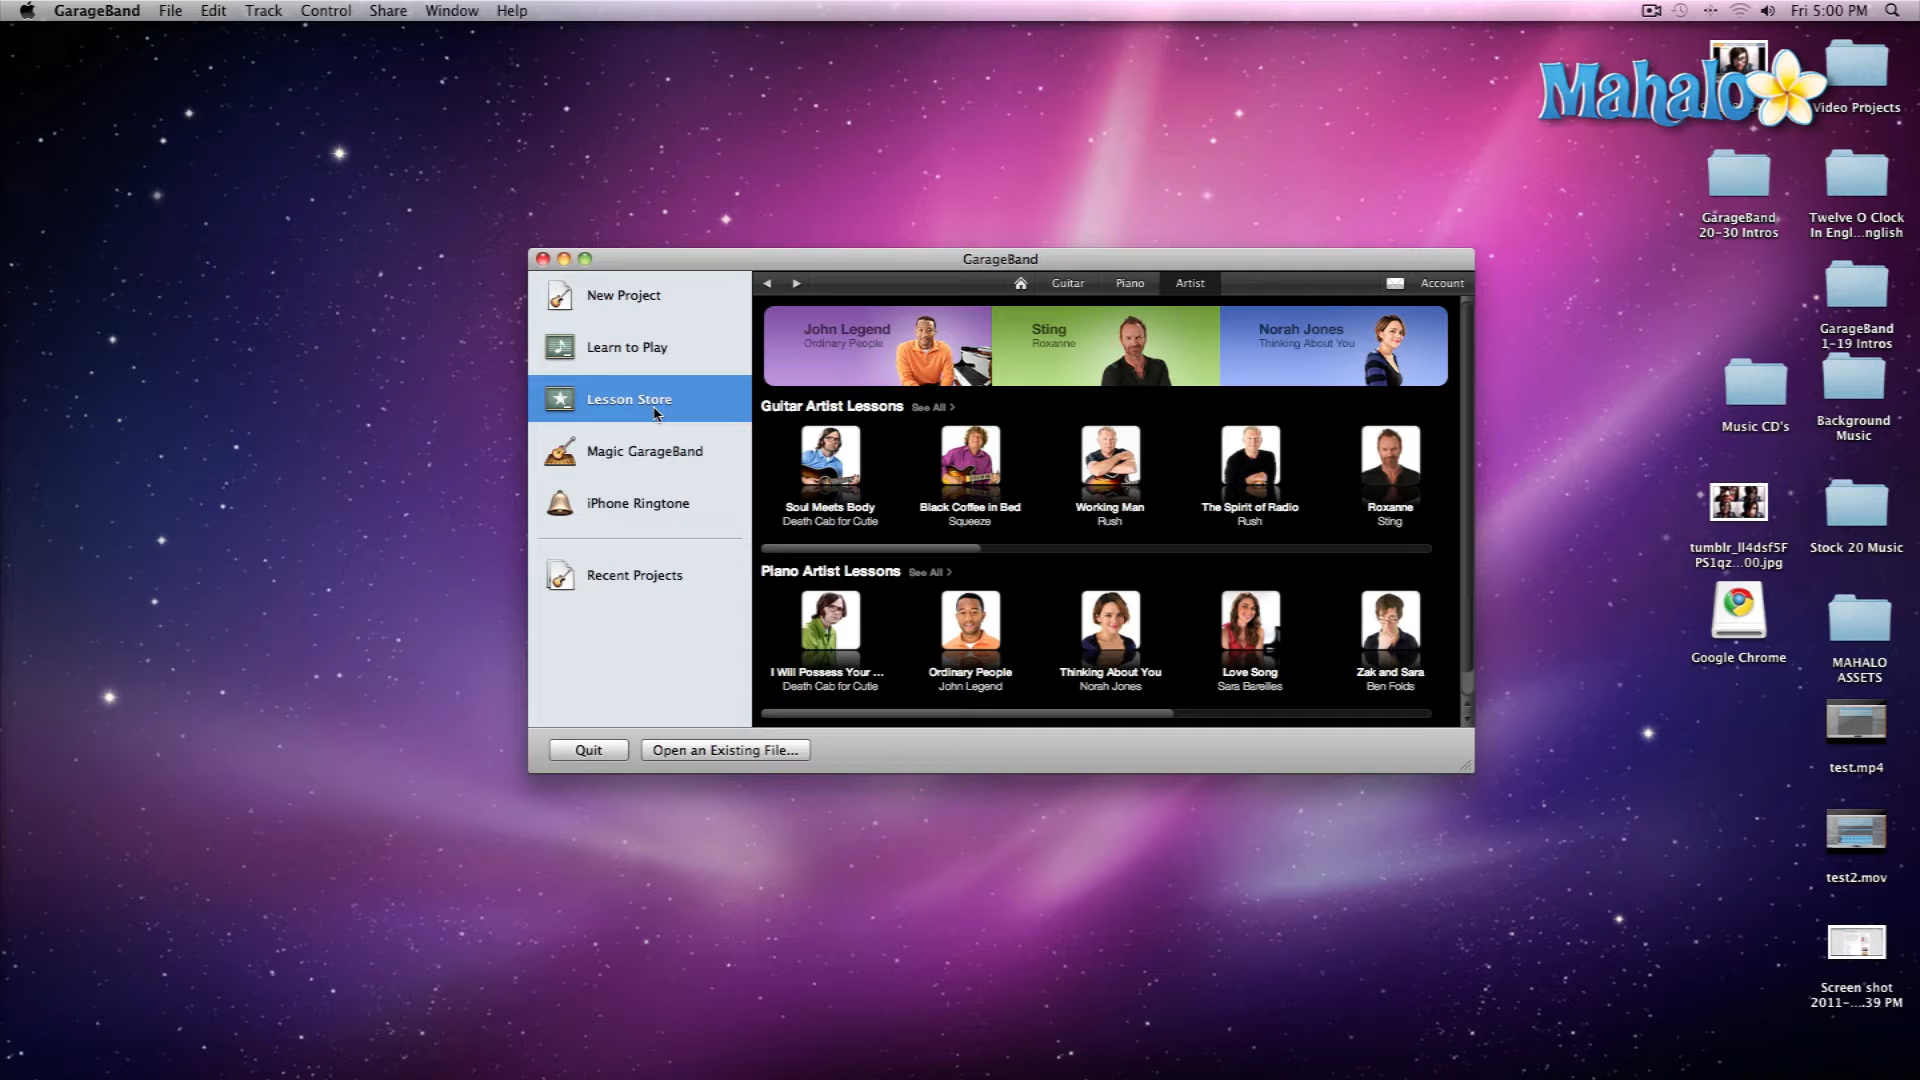 GarageBand File Edit Track Control Share Window Help
Fri 5:00 PM
Mahalo
Video Projects
GarageBand
20-30 Intros
Twelve O Clock
In Engl...nglish
GarageBand
1-19 Intros
Music CD's
Background
Music
tumblr_ll4dsf5F
PS1qz...00.jpg
Stock 20 Music
Google Chrome
MAHALO
ASSETS
test.mp4
test2.mov
Screen shot
2011-....39 PM
GarageBand
New Project
Learn to Play
Lesson Store
Magic GarageBand
iPhone Ringtone
Recent Projects
Guitar Piano Artist Account
John Legend
Ordinary People
Sting
Roxanne
Norah Jones
Thinking About You
Guitar Artist Lessons See All >
Soul Meets Body
Death Cab for Cutie
Black Coffee in Bed
Squeeze
Working Man
Rush
The Spirit of Radio
Rush
Roxanne
Sting
Piano Artist Lessons See All >
I Will Possess Your ...
Death Cab for Cutie
Ordinary People
John Legend
Thinking About You
Norah Jones
Love Song
Sara Bareilles
Zak and Sara
Ben Folds
Quit
Open an Existing File...